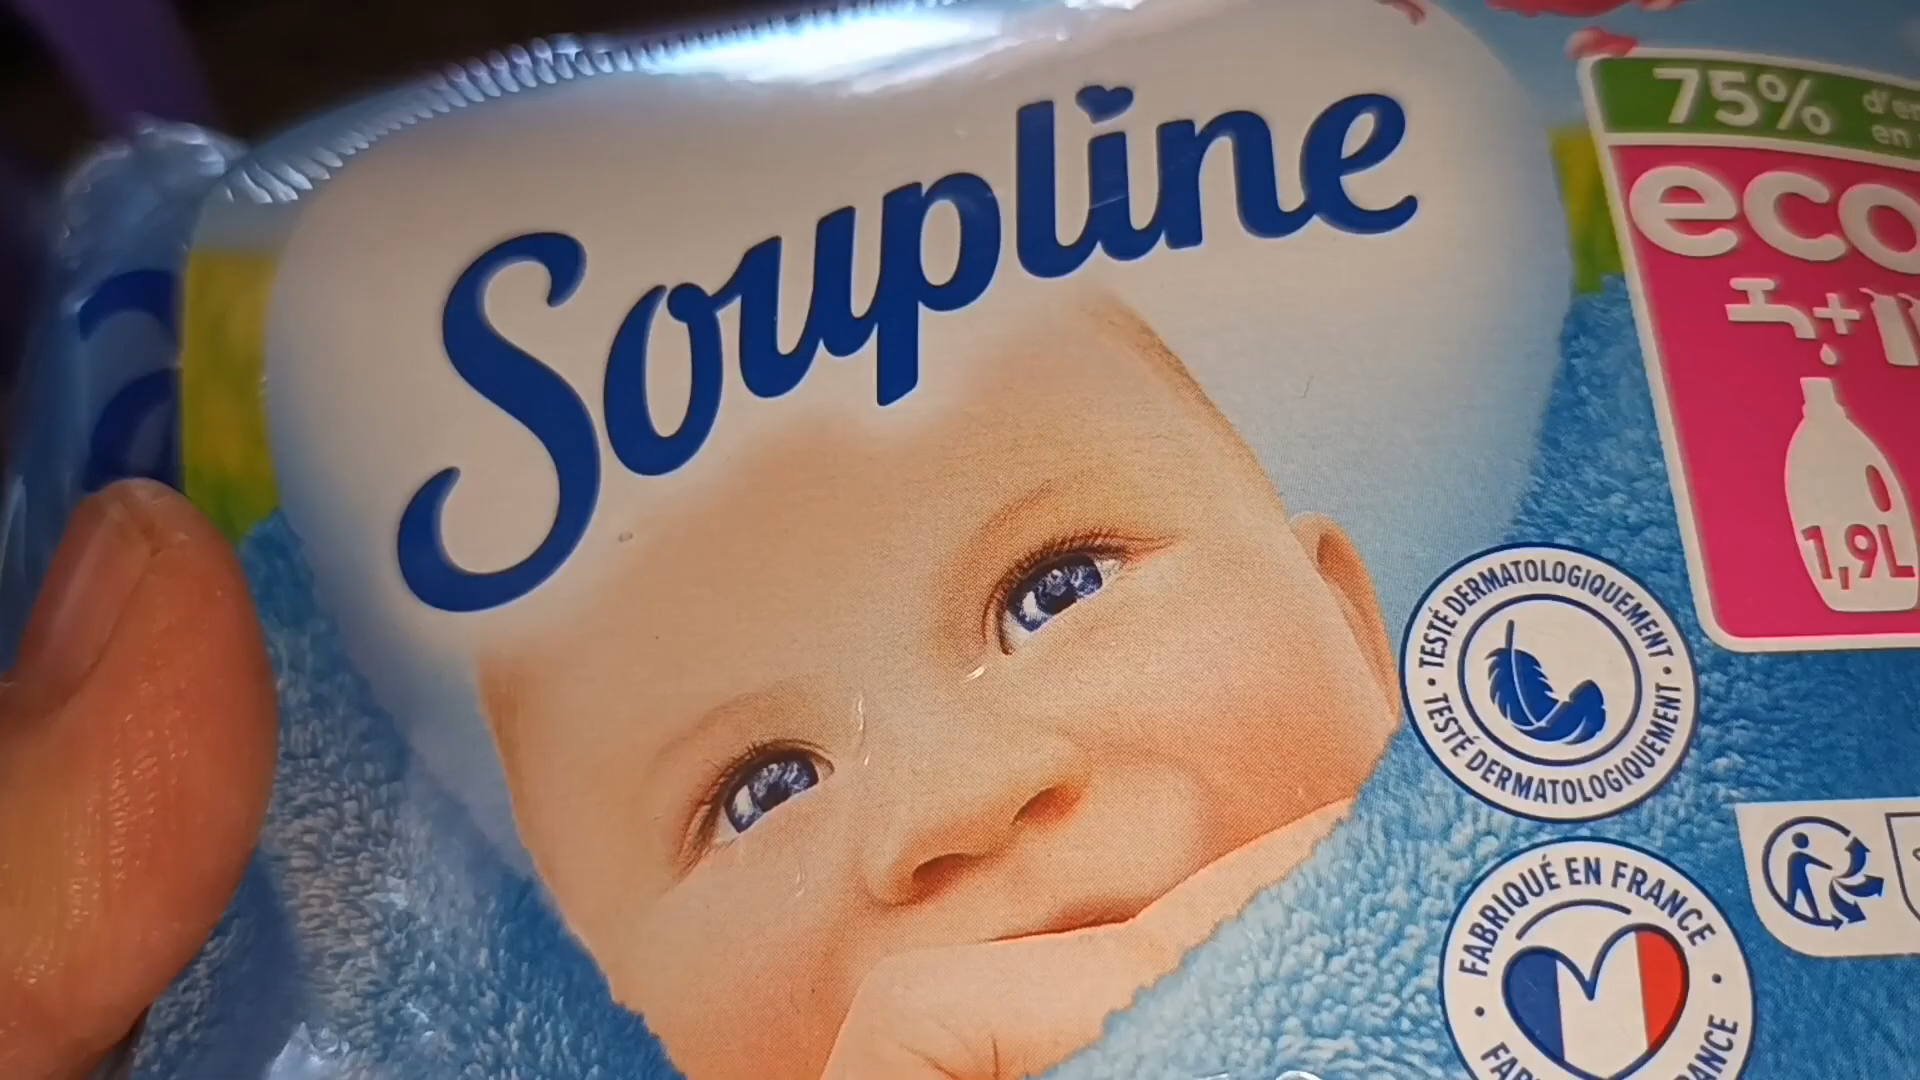 Soupline
75%
eco
1,9L
TESTÉ DERMATOLOGIQUEMENT • TESTÉ DERMATOLOGIQUEMENT •
FABRIQUÉ EN FRANCE